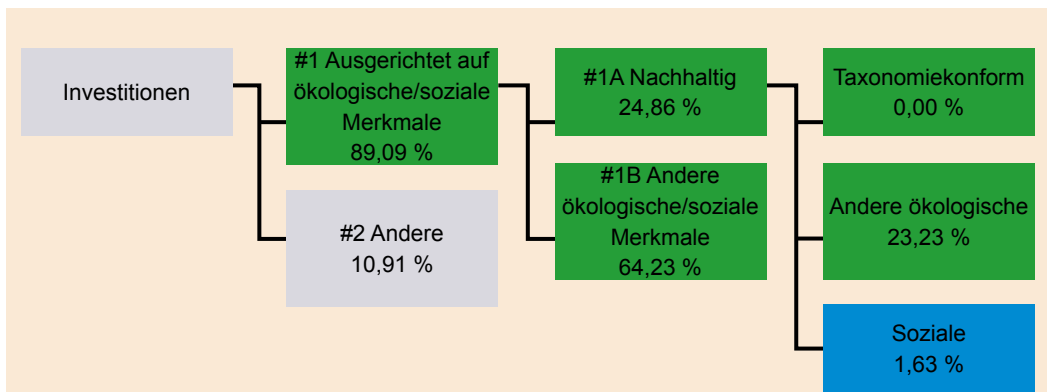 Investitionen
#1 Ausgerichtet auf
ökologische/soziale
Merkmale
89,09 %
#2 Andere
10,91 %
#1A Nachhaltig
24,86 %
#1B Andere
ökologische/soziale
Merkmale
64,23 %
Taxonomiekonform
0,00 %
Andere ökologische
23,23 %
Soziale
1,63 %